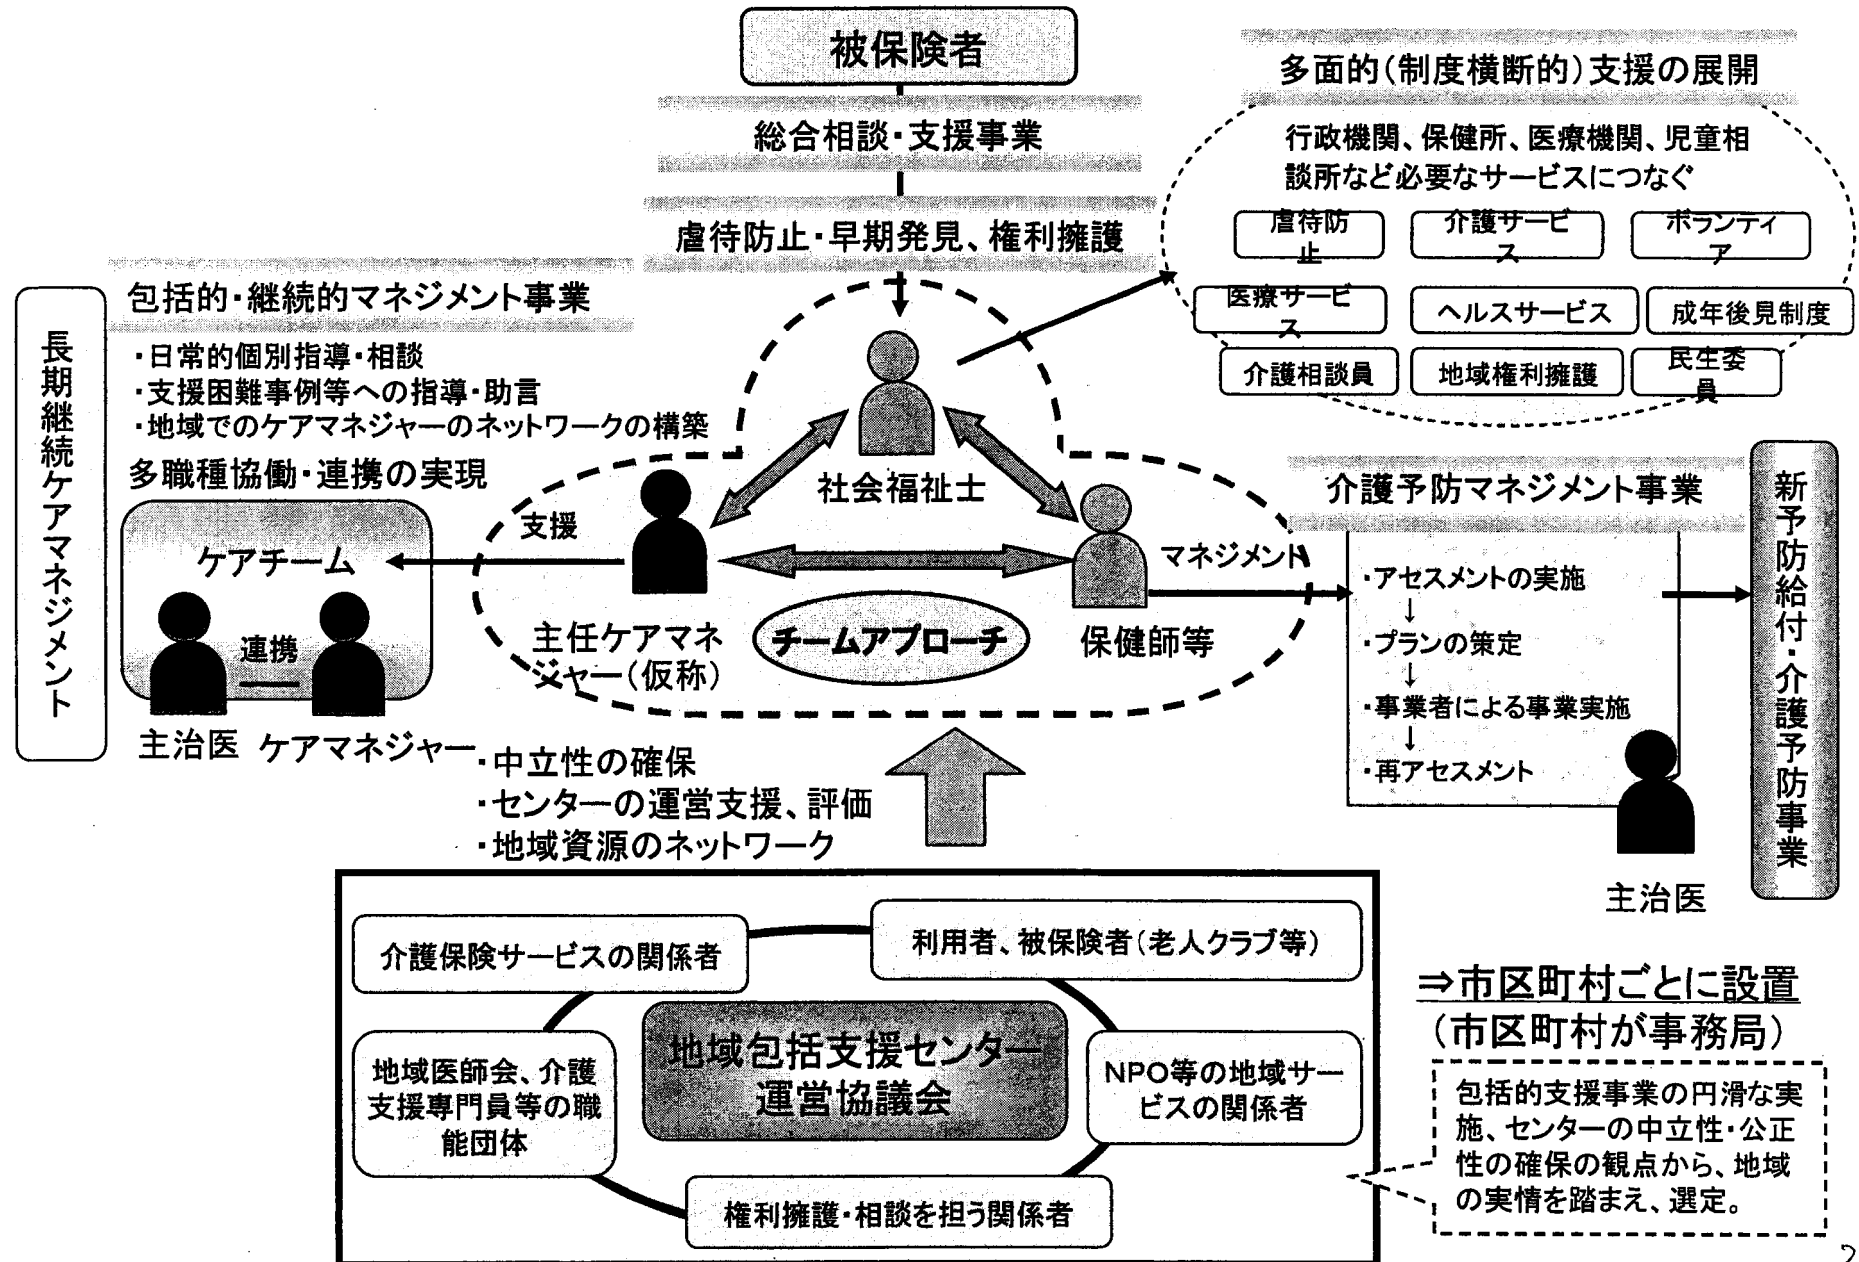 被保険者
総合相談・支援事業
虐待防止・早期発見、権利擁護
多面的(制度横断的)支援の展開
行政機関、保健所、医療機関、児童相
談所など必要なサービスにつなぐ
虐待防
止
介護サービ
ス
ボランティ
ア
医療サービ
ス
ヘルスサービス
成年後見制度
介護相談員
地域権利擁護
民生委
員
長期継続ケアマネジメント
包括的・継続的マネジメント事業
・日常的個別指導・相談
・支援困難事例等への指導・助言
・地域でのケアマネジャーのネットワークの構築
多職種協働・連携の実現
ケアチーム
連携
主治医
ケアマネジャー
支援
社会福祉士
主任ケアマネ
ジャー(仮称)
チームアプローチ
保健師等
マネジメント
介護予防マネジメント事業
・アセスメントの実施
↓
・プランの策定
↓
・事業者による事業実施
↓
・再アセスメント
主治医
新予防給付・介護予防事業
・中立性の確保
・センターの運営支援、評価
・地域資源のネットワーク
介護保険サービスの関係者
利用者、被保険者(老人クラブ等)
地域包括支援センター
運営協議会
地域医師会、介護
支援専門員等の職
能団体
NPO等の地域サー
ビスの関係者
権利擁護・相談を担う関係者
⇒市区町村ごとに設置
(市区町村が事務局)
包括的支援事業の円滑な実
施、センターの中立性・公正
性の確保の観点から、地域
の実情を踏まえ、選定。
2